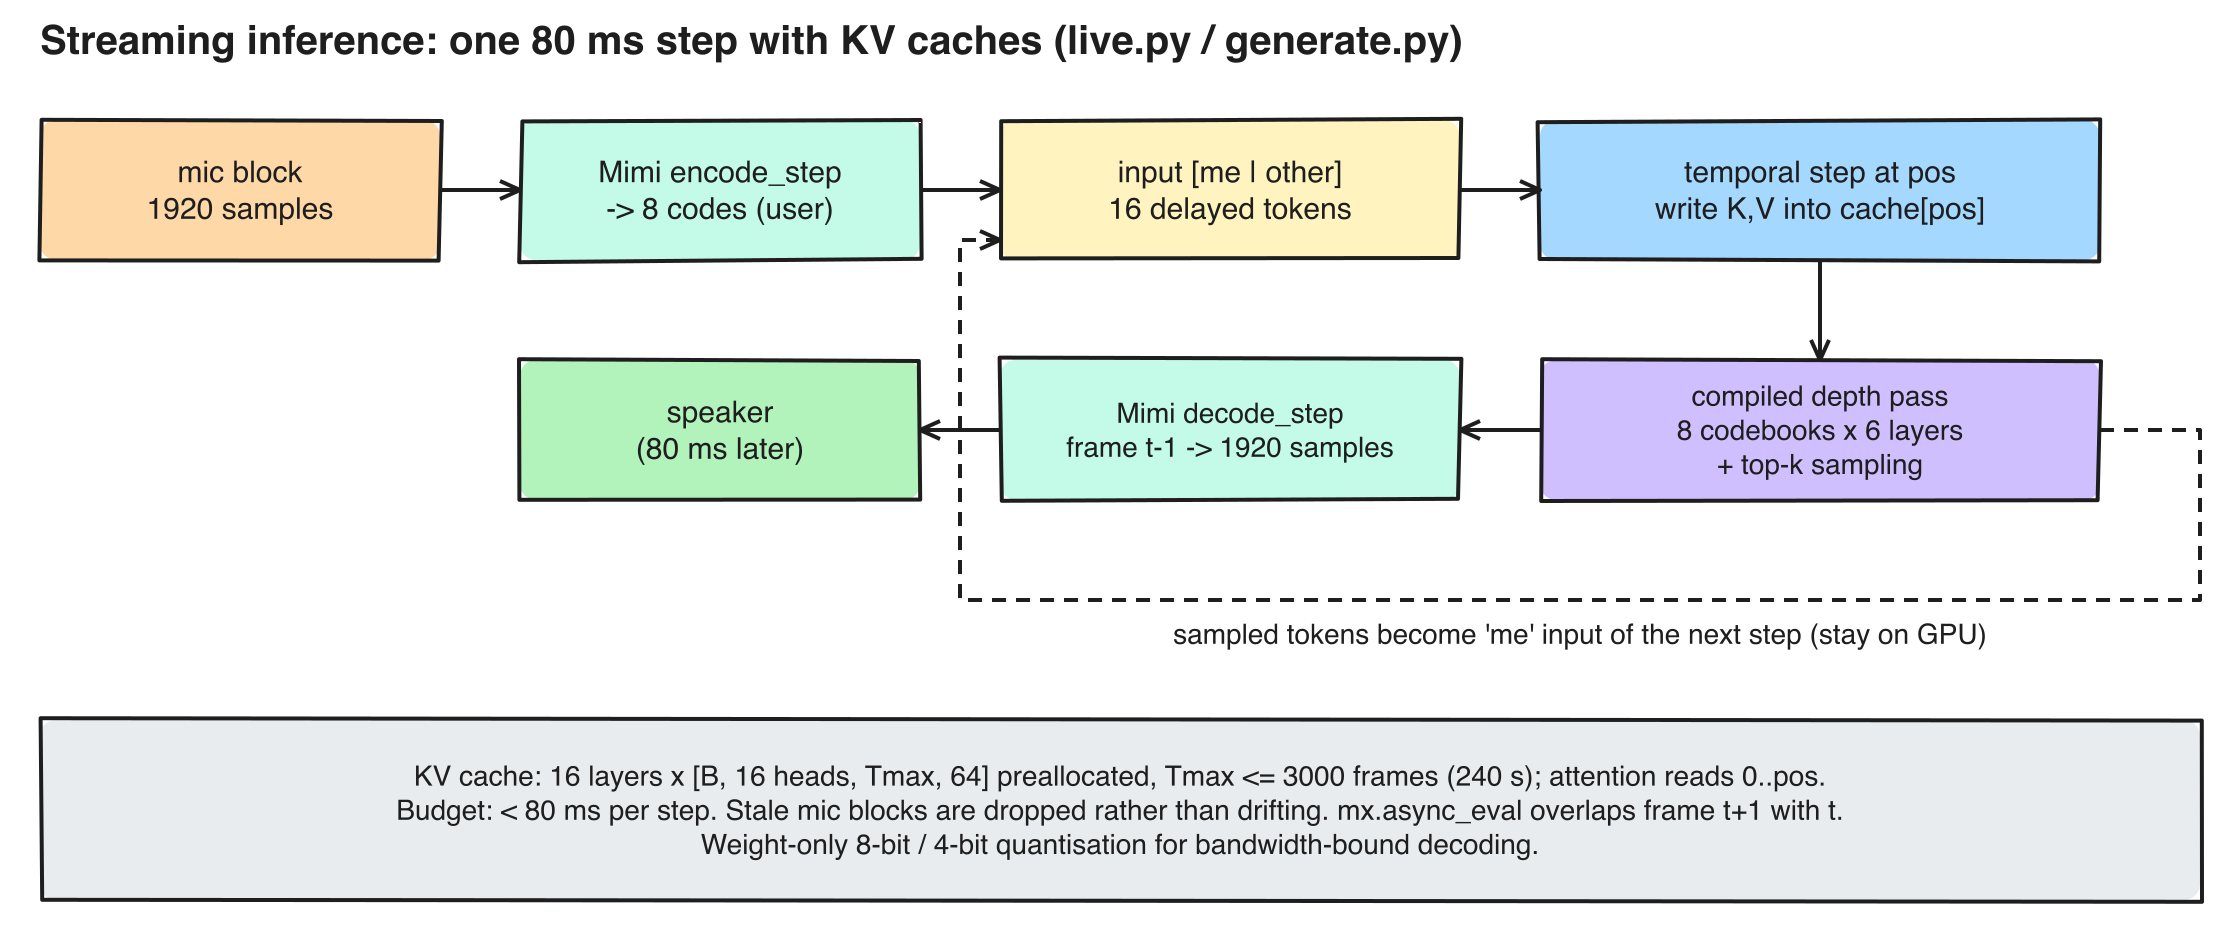 Streaming inference: one 80 ms step with KV caches (live.py / generate.py)
mic block
1920 samples
Mimi encode_step
-> 8 codes (user)
input [me | other]
16 delayed tokens
temporal step at pos
write K,V into cache[pos]
speaker
(80 ms later)
Mimi decode_step
frame t-1 -> 1920 samples
compiled depth pass
8 codebooks x 6 layers
+ top-k sampling
sampled tokens become 'me' input of the next step (stay on GPU)
KV cache: 16 layers x [B, 16 heads, Tmax, 64] preallocated, Tmax <= 3000 frames (240 s); attention reads 0..pos.
Budget: < 80 ms per step. Stale mic blocks are dropped rather than drifting. mx.async_eval overlaps frame t+1 with t.
Weight-only 8-bit / 4-bit quantisation for bandwidth-bound decoding.